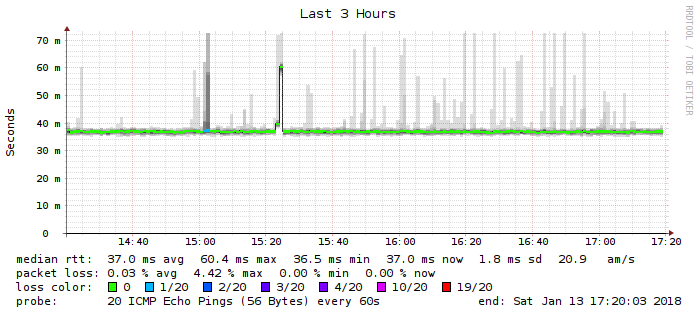 Last 3 Hours
RRDTOOL / TOBI OETIKER
Seconds
70 m
60 m
50 m
40 m
30 m
20 m
10 m
0
14:40 15:00 15:20 15:40 16:00 16:20 16:40 17:00 17:20
median rtt: 37.0 ms avg 60.4 ms max 36.5 ms min 37.0 ms now 1.8 ms sd 20.9 am/s
packet loss: 0.03 % avg 4.42 % max 0.00 % min 0.00 % now
loss color: 0 1/20 2/20 3/20 4/20 10/20 19/20
probe: 20 ICMP Echo Pings (56 Bytes) every 60s end: Sat Jan 13 17:20:03 2018